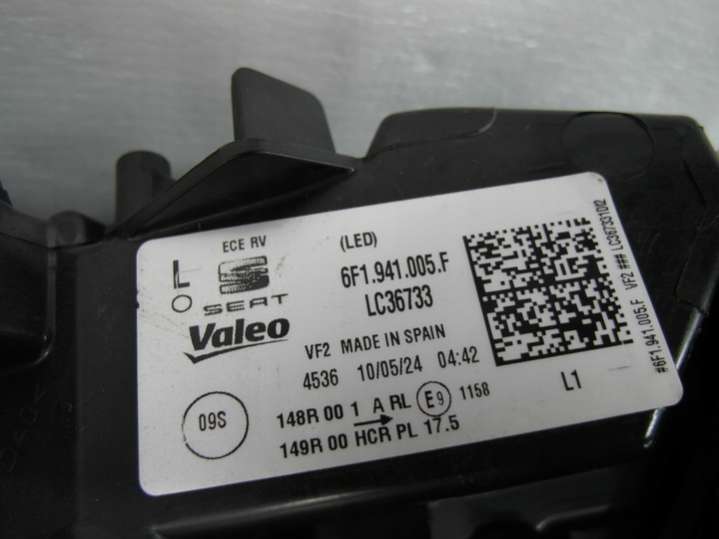 ECE RV
(LED)
L
O
SEAT
6F1.941.005.F
LC36733
Valeo
VF2 MADE IN SPAIN
4536 10/05/24 04:42
09S
148R 00 1 A RL E9 1158
149R 00 HCR PL 17.5
L1
#6F1.941.005.F VF2 ### LC3673310I2